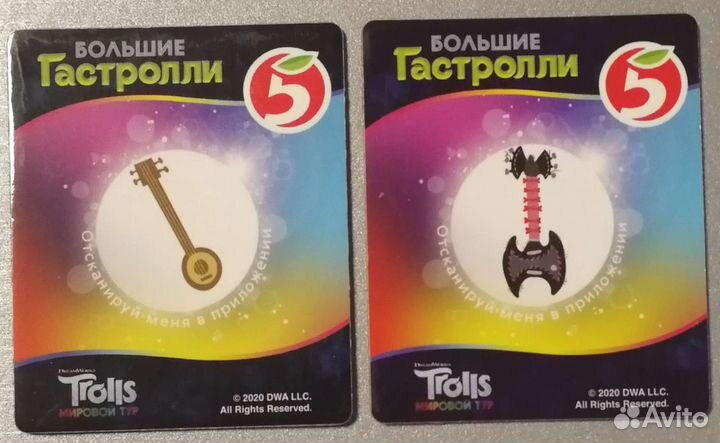 БОЛЬШИЕ
Гастролли
5
Отсканируй меня в приложении
DREAMWORKS
Trolls
МИРОВОЙ ТУР
© 2020 DWA LLC.
All Rights Reserved.
БОЛЬШИЕ
Гастролли
5
Отсканируй меня в приложении
DREAMWORKS
Trolls
МИРОВОЙ ТУР
© 2020 DWA LLC.
All Rights Reserved.
Avito